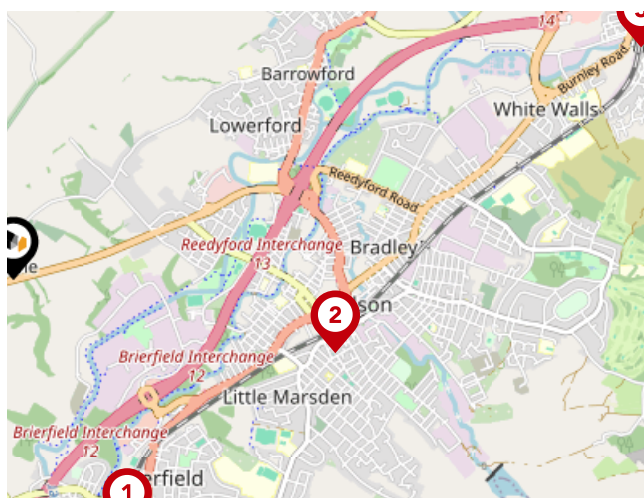 14
Barrowford
Burnley Road
White Walls
Lowerford
Reedyford Road
Reedyford Interchange
13
Bradley
2
son
Brierfield Interchange
12
Little Marsden
Brierfield Interchange
12
erfield
1